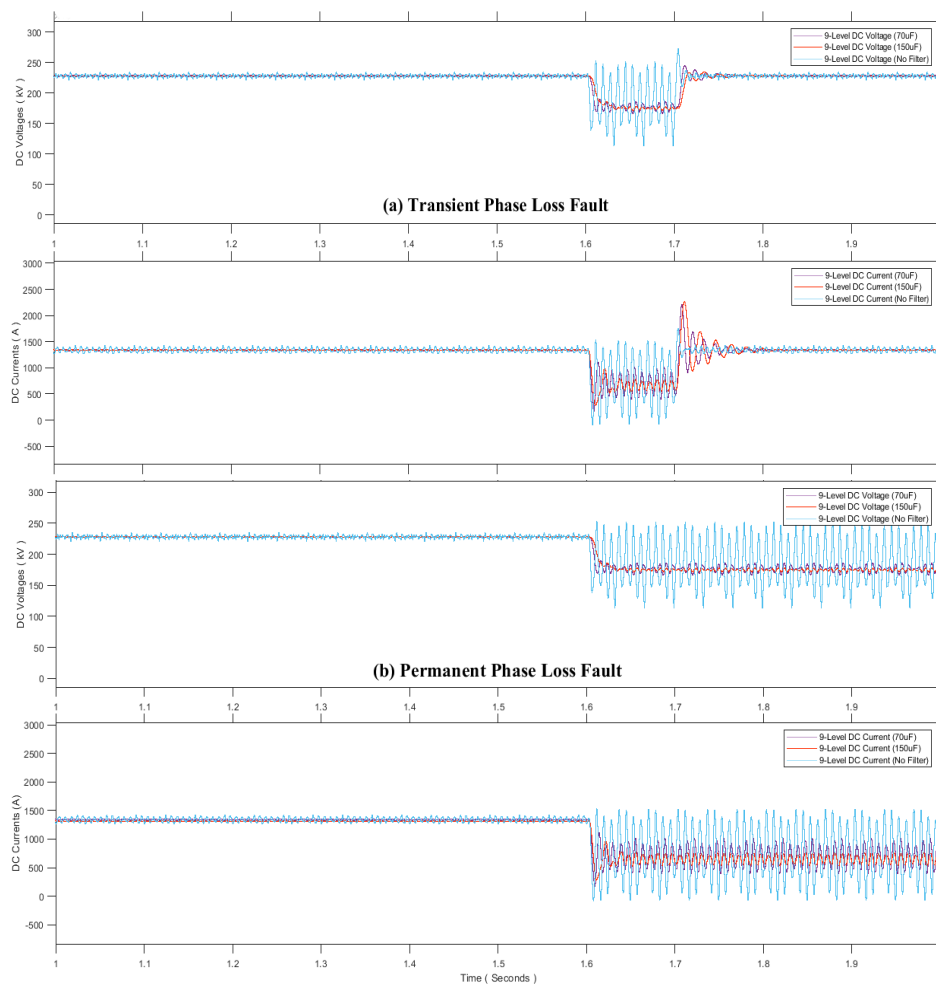 9-Level DC Voltage (70uF)
9-Level DC Voltage (150uF)
9-Level DC Voltage (No Filter)
300
250
200
150
100
50
0
DC Voltages ( kV )
(a) Transient Phase Loss Fault
1 1.1 1.2 1.3 1.4 1.5 1.6 1.7 1.8 1.9
9-Level DC Current (70uF)
9-Level DC Current (150uF)
9-Level DC Current (No Filter)
3000
2500
2000
1500
1000
500
0
-500
DC Currents ( A )
1 1.1 1.2 1.3 1.4 1.5 1.6 1.7 1.8 1.9
9-Level DC Voltage (70uF)
9-Level DC Voltage (150uF)
9-Level DC Voltage (No Filter)
300
250
200
150
100
50
0
DC Voltages ( kV )
(b) Permanent Phase Loss Fault
1 1.1 1.2 1.3 1.4 1.5 1.6 1.7 1.8 1.9
9-Level DC Current (70uF)
9-Level DC Current (150uF)
9-Level DC Current (No Filter)
3000
2500
2000
1500
1000
500
0
-500
DC Currents (A)
1 1.1 1.2 1.3 1.4 1.5 1.6 1.7 1.8 1.9
Time ( Seconds )